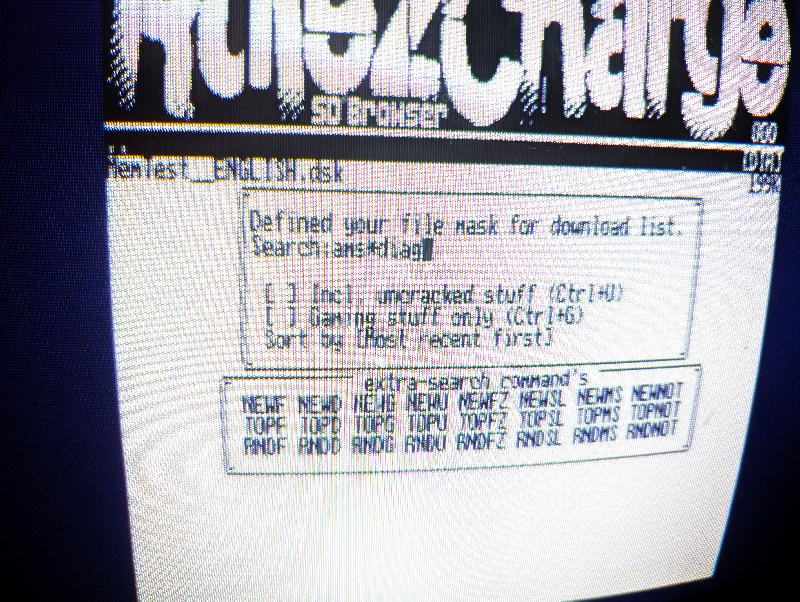 SD Browser
MemTest__ENGLISH.dsk
199K
Defined your file mask for download list.
Search:ams*diag
[ ] Incl. uncracked stuff (Ctrl+U)
[ ] Gaming stuff only (Ctrl+G)
Sort by [Most recent first]
extra-search command's
NEWF NEWD NEWG NEWU NEWFZ NEWSL NEWMS NEWNOT
TOPF TOPD TOPG TOPU TOPFZ TOPSL TOPMS TOPNOT
RNDF RNDD RNDG RNDU RNDFZ RNDSL RNDMS RNDNOT